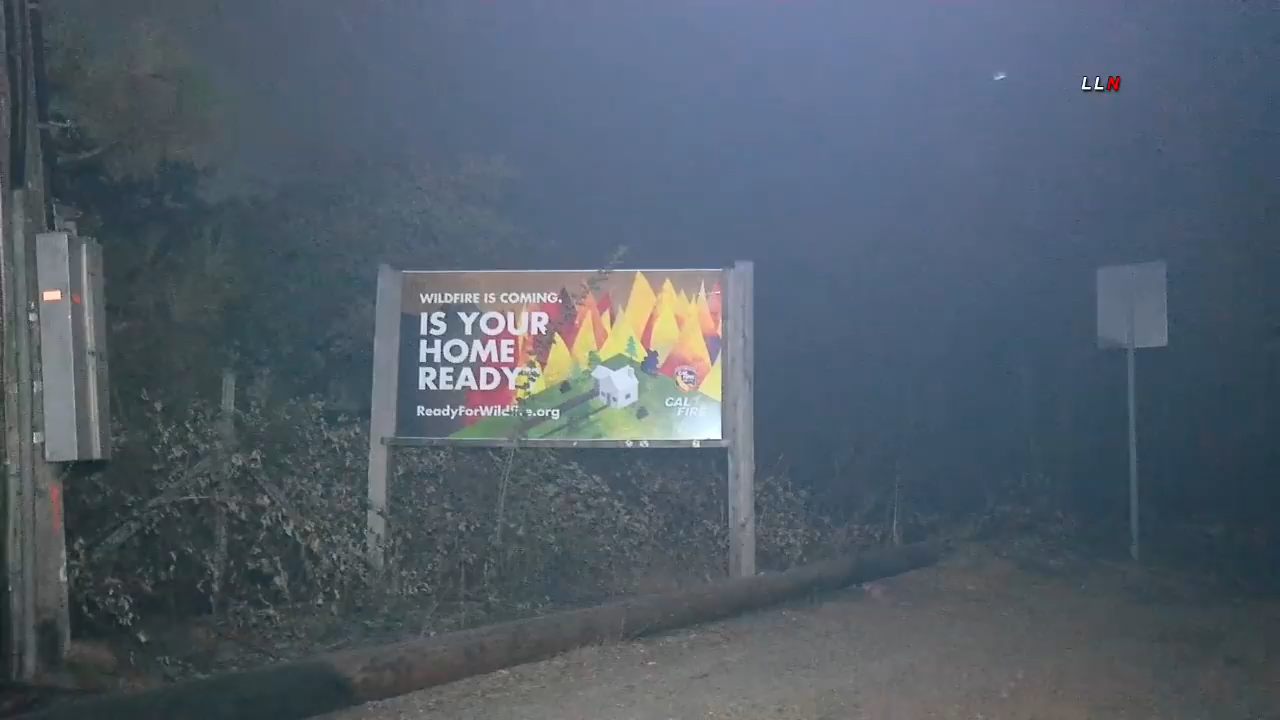 LLN
WILDFIRE IS COMING.
IS YOUR
HOME
READY?
ReadyForWildfire.org
CAL
FIRE